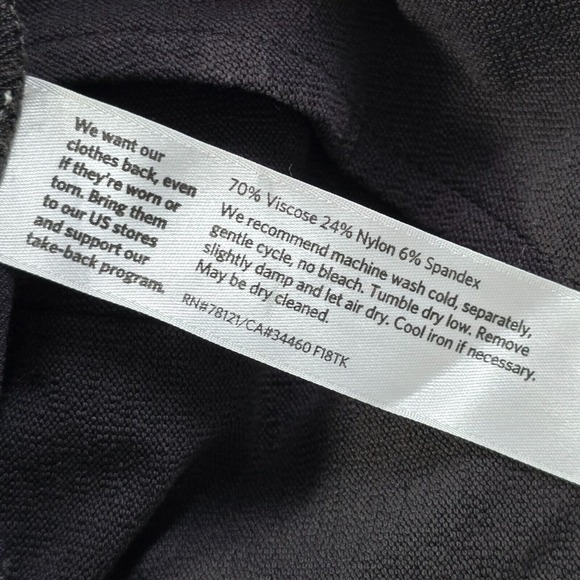 We want our
clothes back, even
if they're worn or
torn. Bring them
to our US stores
and support our
take-back program.
70% Viscose 24% Nylon 6% Spandex
We recommend machine wash cold, separately,
gentle cycle, no bleach. Tumble dry low. Remove
slightly damp and let air dry. Cool iron if necessary.
May be dry cleaned.
RN#78121/CA#34460 F18TK